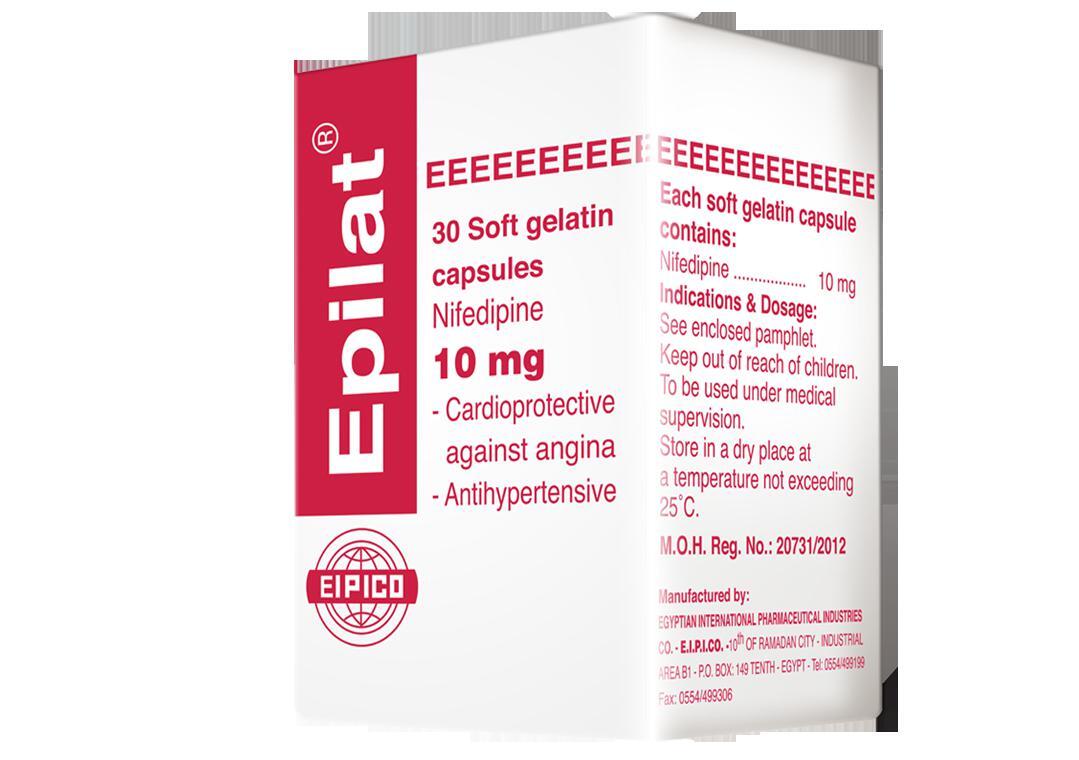 Epilat®
EIPICO
EEEEEEEEEEE
30 Soft gelatin
capsules
Nifedipine
10 mg
- Cardioprotective
against angina
- Antihypertensive
EEEEEEEEEEEEEEE
Each soft gelatin capsule
contains:
Nifedipine .................. 10 mg
Indications & Dosage:
See enclosed pamphlet.
Keep out of reach of children.
To be used under medical
supervision.
Store in a dry place at
a temperature not exceeding
25°C.
M.O.H. Reg. No.: 20731/2012
Manufactured by:
EGYPTIAN INTERNATIONAL PHARMACEUTICAL INDUSTRIES
CO. - E.I.P.I.CO. -10th OF RAMADAN CITY - INDUSTRIAL
AREA B1 - P.O. BOX: 149 TENTH - EGYPT - Tel: 0554/499199
Fax: 0554/499306